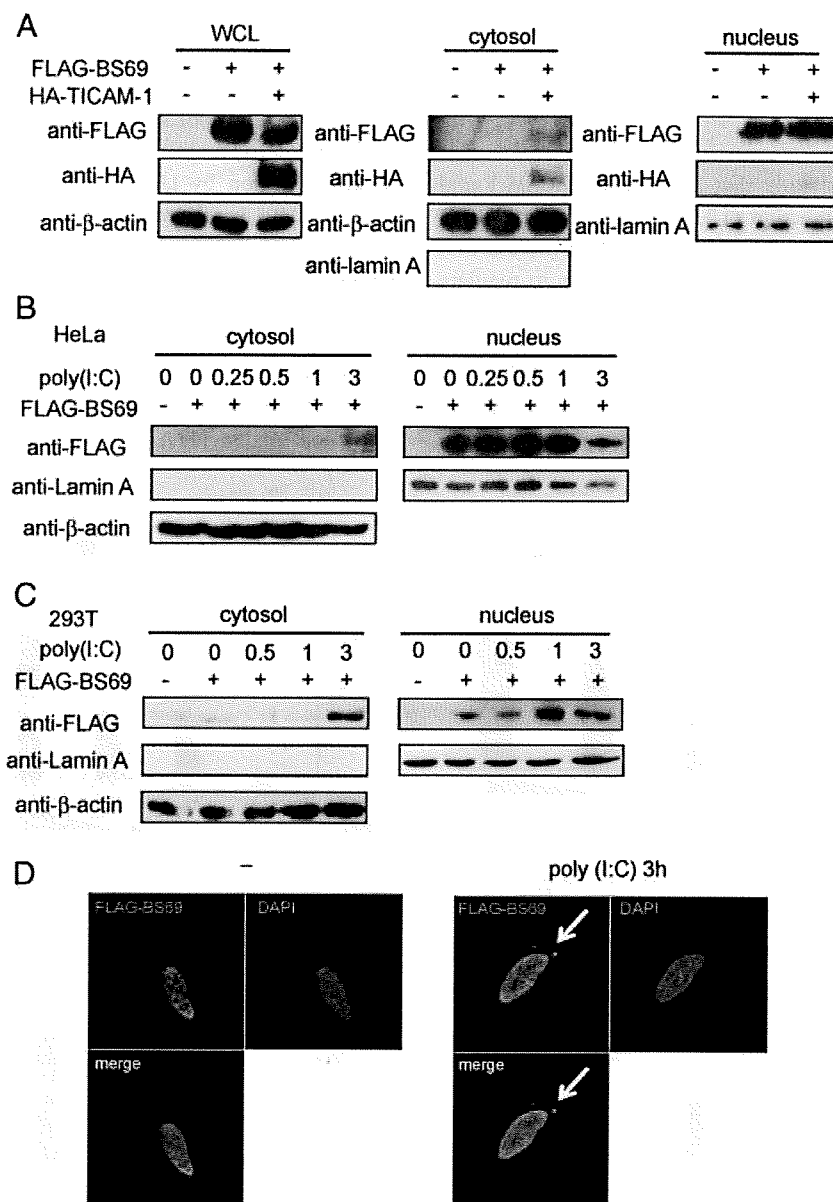 A
WCL cytosol nucleus
FLAG-BS69 - + + - + + - + +
HA-TICAM-1 - - + - - + - - +
anti-FLAG anti-FLAG anti-FLAG
anti-HA anti-HA anti-HA
anti-β-actin anti-β-actin anti-lamin A
anti-lamin A
B
HeLa cytosol nucleus
poly(I:C) 0 0 0.25 0.5 1 3 0 0 0.25 0.5 1 3
FLAG-BS69 - + + + + + - + + + + +
anti-FLAG
anti-Lamin A
anti-β-actin
C
293T cytosol nucleus
poly(I:C) 0 0 0.5 1 3 0 0 0.5 1 3
FLAG-BS69 - + + + + - + + + +
anti-FLAG
anti-Lamin A
anti-β-actin
D
– poly (I:C) 3h
FLAG-BS69 DAPI FLAG-BS69 DAPI
merge merge